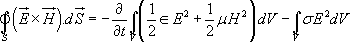 ∮_S (E⃗ × H⃗).dS⃗ = −∂/∂t ∫_V (1/2 ∈ E² + 1/2 μH²) dV − ∫_V σE² dV